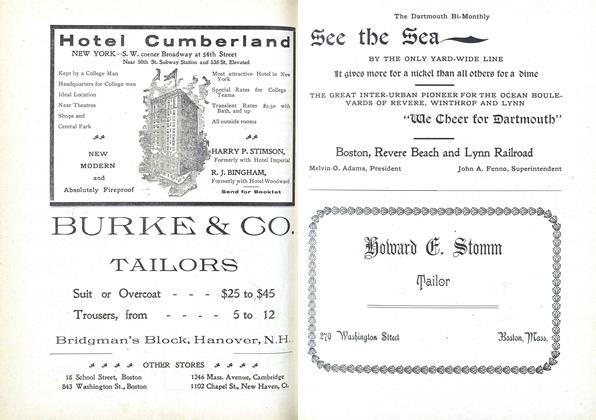 Hotel Cumberland
NEW YORK—S. W. corner Broadway at 54th Street
Near 50th St. Subway Station and 53d St. Elevated
Kept by a College Man
Headquarters for College men
Ideal Location
Near Theatres
Shops and
Central Park
NEW
MODERN
and
Absolutely Fireproof
Most attractive Hotel in New
York
Special Rates for College
Teams
Transient Rates $2.50 with
Bath, and up
All outside rooms
HARRY P. STIMSON,
Formerly with Hotel Imperial
R. J. BINGHAM,
Formerly with Hotel Woodward
Send for Booklet
BURKE & CO.
TAILORS
Suit or Overcoat - - - $25 to $45
Trousers, from - - - - 5 to 12
Bridgman's Block, Hanover, N.H.
OTHER STORES
18 School Street, Boston
843 Washington St., Boston
1246 Mass. Avenue, Cambridge
1102 Chapel St., New Haven, Ct.
The Dartmouth Bi-Monthly
See the Sea
BY THE ONLY YARD-WIDE LINE
It gives more for a nickel than all others for a dime
THE GREAT INTER-URBAN PIONEER FOR THE OCEAN BOULE-
VARDS OF REVERE, WINTHROP AND LYNN
"We Cheer for Dartmouth"
Boston, Revere Beach and Lynn Railroad
Melvin O. Adams, President
John A. Fenno, Superintendent
Howard E. Stomm
Tailor
279 Washington Street
Boston, Mass.